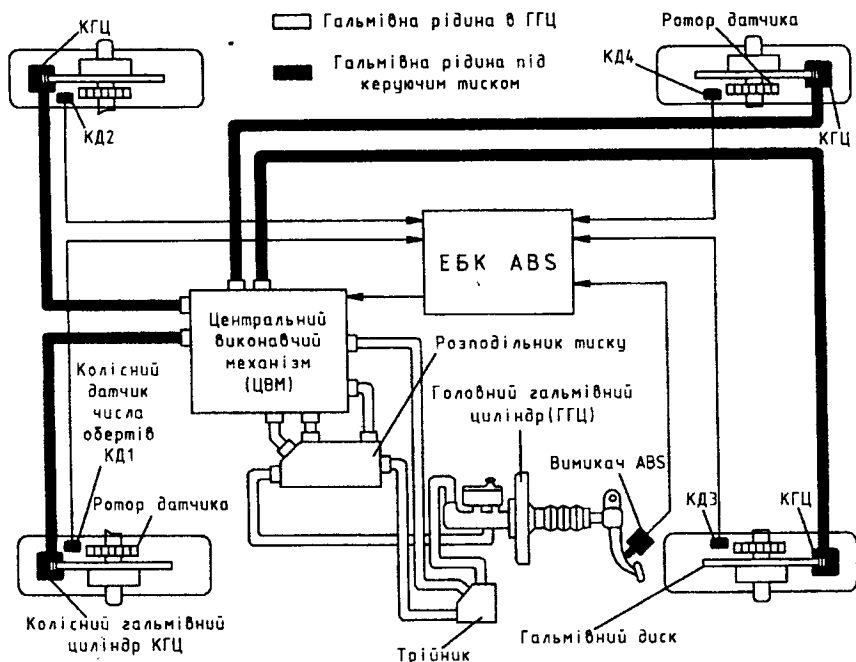 КГЦ
Гальмівна рідина в ГГЦ
Ротор датчика
Гальмівна рідина під
керуючим тиском
КД4
КД2
КГЦ
ЕБК ABS
Центральний
виконавчий
механізм
(ЦВМ)
Розподільник тиску
Колісний
датчик
числа
обертів
КД1
Головний гальмівний
циліндр(ГГЦ)
Вимикач ABS
Ротор датчика
КД3
КГЦ
Колісний гальмівний
циліндр КГЦ
Трійник
Гальмівний диск